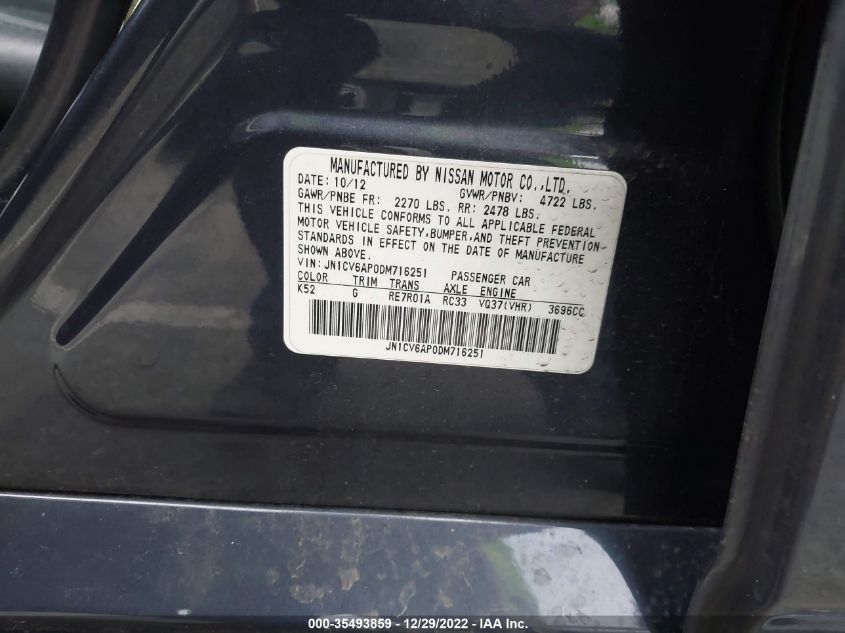 MANUFACTURED BY NISSAN MOTOR CO.,LTD.
DATE: 10/12 GVWR/PNBV: 4722 LBS.
GAWR/PNBE FR: 2270 LBS. RR: 2478 LBS.
THIS VEHICLE CONFORMS TO ALL APPLICABLE FEDERAL
MOTOR VEHICLE SAFETY,BUMPER,AND THEFT PREVENTION
STANDARDS IN EFFECT ON THE DATE OF MANUFACTURE
SHOWN ABOVE.
VIN: JN1CV6AP0DM716251 PASSENGER CAR
COLOR TRIM TRANS AXLE ENGINE
K52 G RE7R01A RC33 VQ37(VHR) 3696CC
JN1CV6AP0DM716251
000-35493859 - 12/29/2022 - IAA Inc.